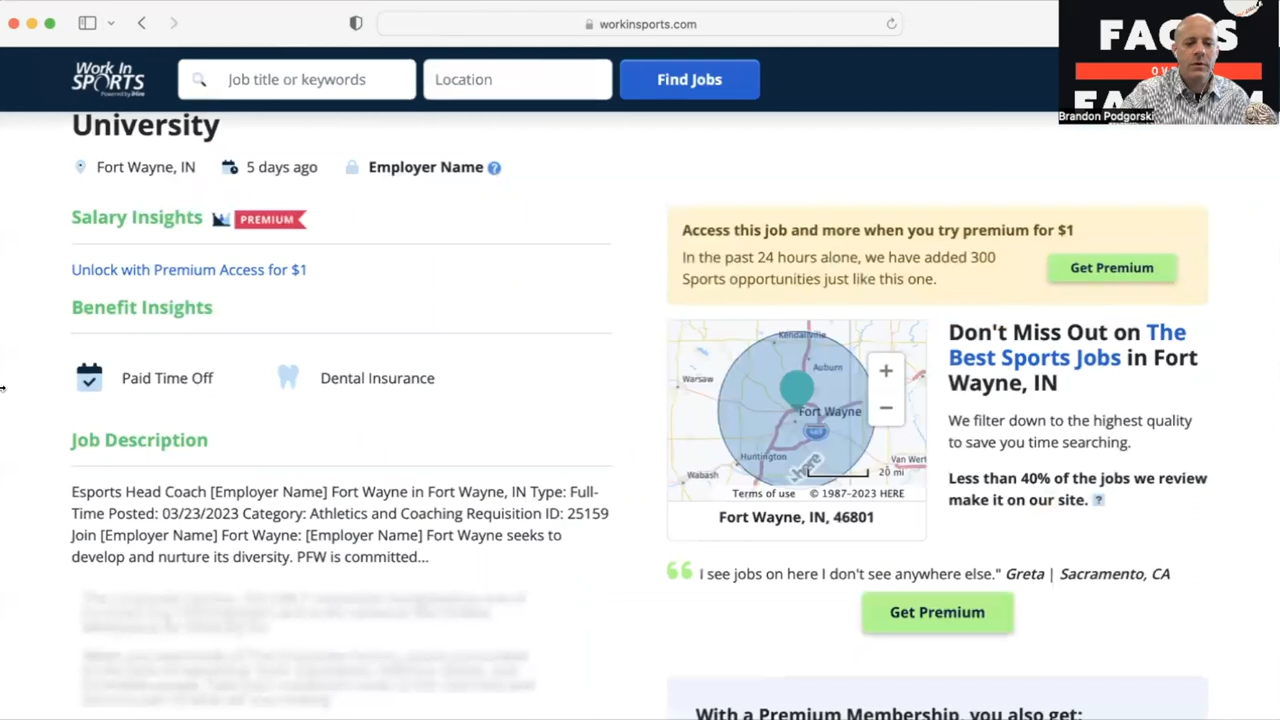 workinsports.com
FACTS
OV
Brandon Podgorski
Work In
SPORTS
Powered by iHire
Job title or keywords
Location
Find Jobs
University
Fort Wayne, IN
5 days ago
Employer Name ?
Salary Insights
PREMIUM
Unlock with Premium Access for $1
Benefit Insights
Paid Time Off
Dental Insurance
Job Description
Esports Head Coach [Employer Name] Fort Wayne in Fort Wayne, IN Type: Full-
Time Posted: 03/23/2023 Category: Athletics and Coaching Requisition ID: 25159
Join [Employer Name] Fort Wayne: [Employer Name] Fort Wayne seeks to
develop and nurture its diversity. PFW is committed...
Access this job and more when you try premium for $1
In the past 24 hours alone, we have added 300
Sports opportunities just like this one.
Get Premium
Kendallville
Auburn
Warsaw
Fort Wayne
Huntington
Wabash
Van Wert
here
20 mi
+
−
Terms of use © 1987-2023 HERE
Fort Wayne, IN, 46801
Don't Miss Out on The
Best Sports Jobs in Fort
Wayne, IN
We filter down to the highest quality
to save you time searching.
Less than 40% of the jobs we review
make it on our site. ?
I see jobs on here I don't see anywhere else." Greta | Sacramento, CA
Get Premium
With a Premium Membership, you also get: